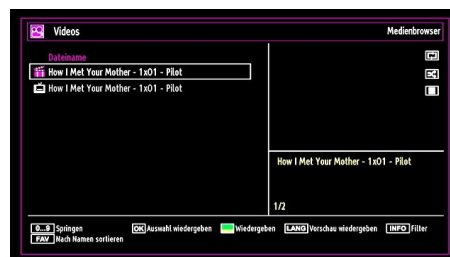 Videos
Medienbrowser
Dateiname
How I Met Your Mother - 1x01 - Pilot
How I Met Your Mother - 1x01 - Pilot
How I Met Your Mother - 1x01 - Pilot
1/2
0...9 Springen OK Auswahl wiedergeben Wiedergeben LANG Vorschau wiedergeben INFO Filter
FAV Nach Namen sortieren